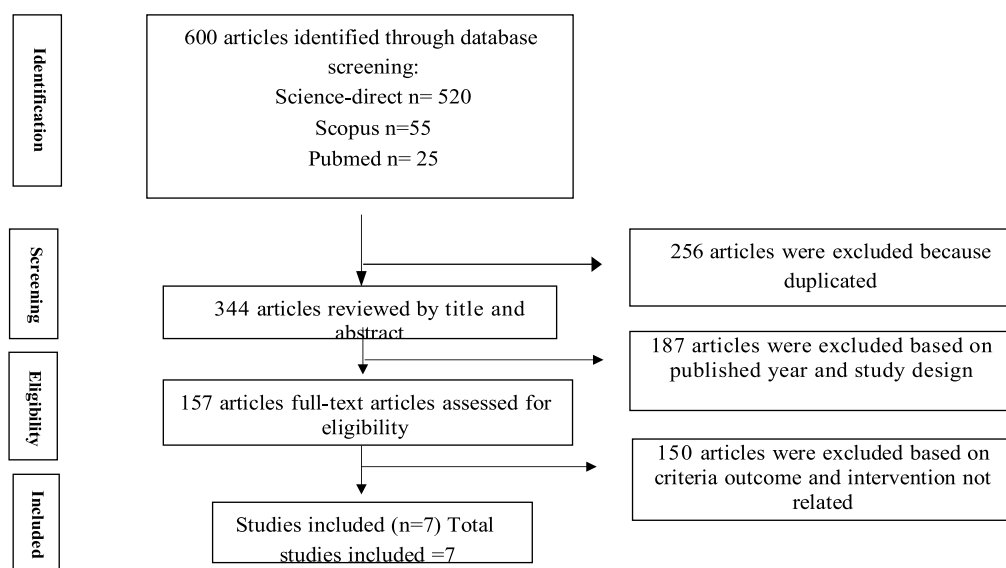 Identification
600 articles identified through database
screening:
Science-direct n= 520
Scopus n=55
Pubmed n= 25
Screening
256 articles were excluded because
duplicated
344 articles reviewed by title and
abstract
187 articles were excluded based on
published year and study design
Eligibility
157 articles full-text articles assessed for
eligibility
150 articles were excluded based on
criteria outcome and intervention not
related
Included
Studies included (n=7) Total
studies included =7